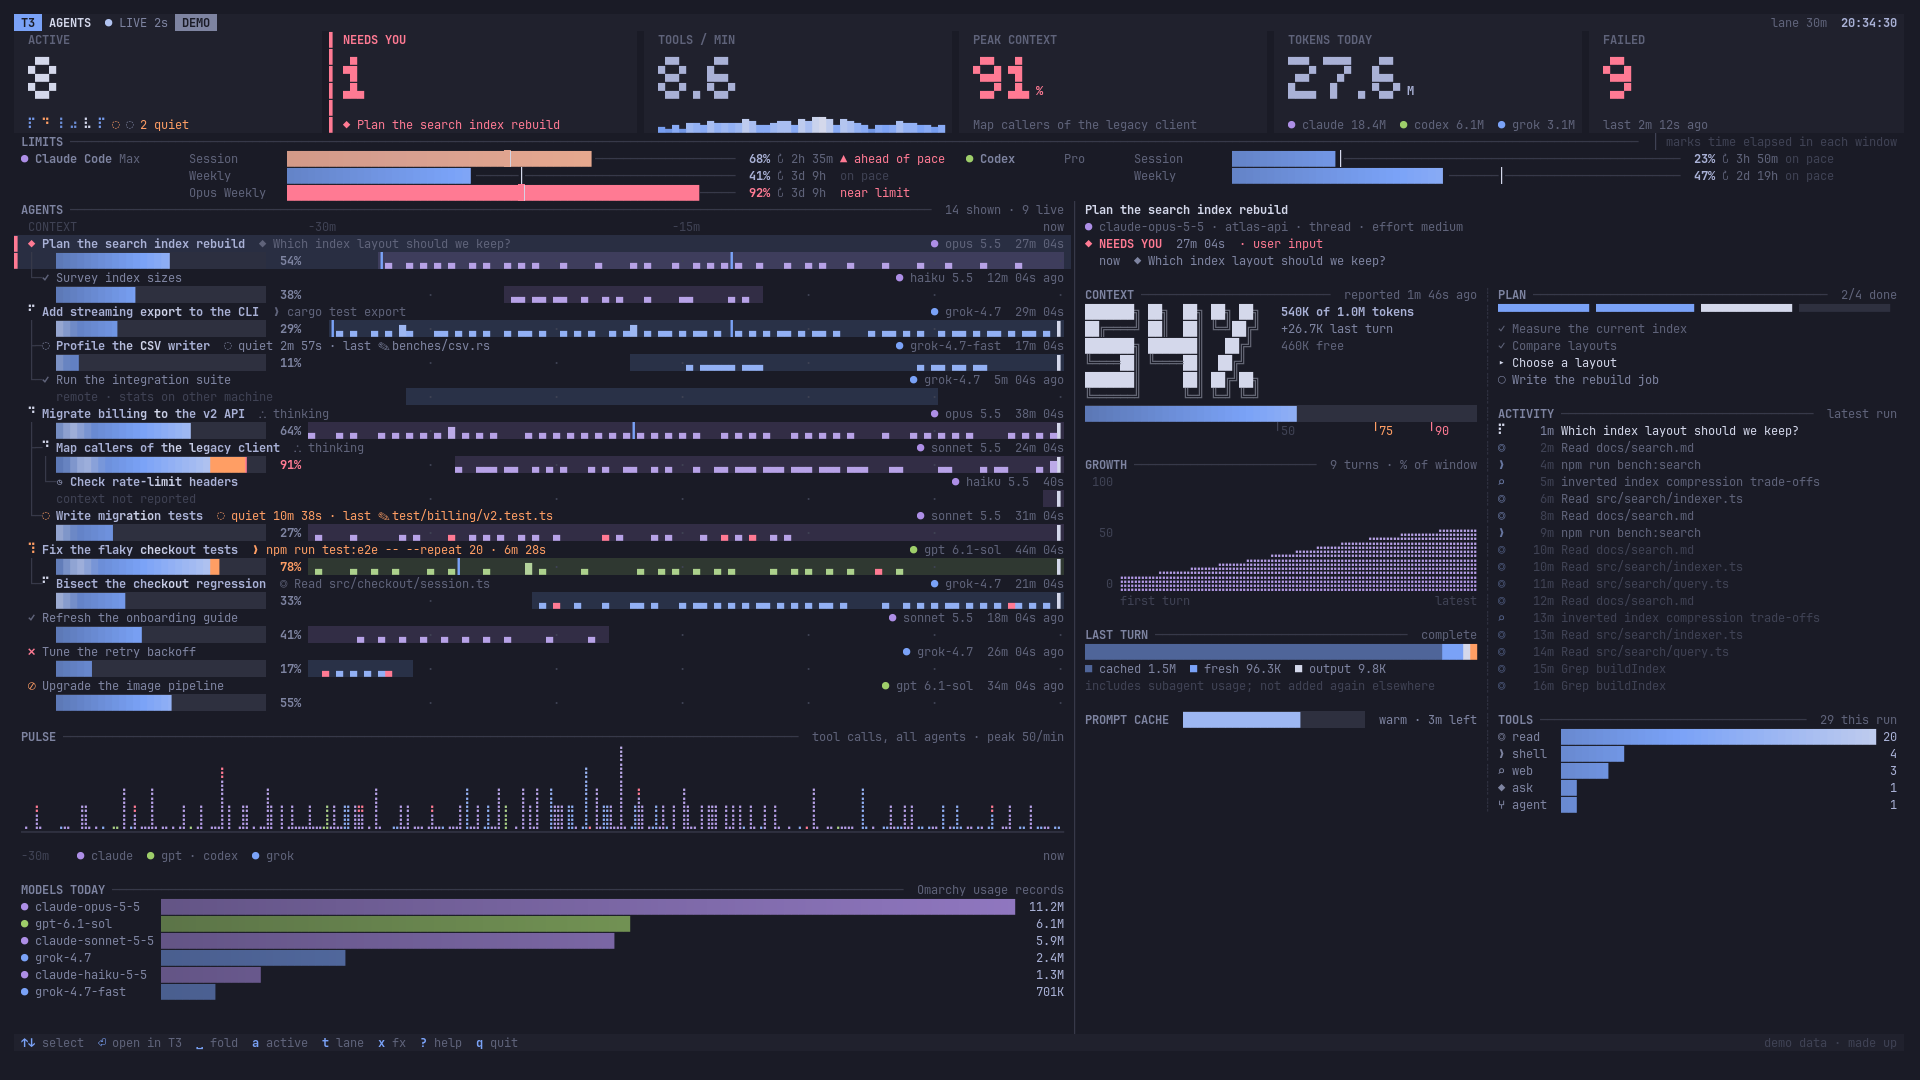 T3 AGENTS ● LIVE 2s DEMO lane 30m 20:34:30
ACTIVE NEEDS YOU TOOLS / MIN PEAK CONTEXT TOKENS TODAY FAILED
8 1 8.6 91 % 27.6 M 9
2 quiet ◆ Plan the search index rebuild Map callers of the legacy client ● claude 18.4M ● codex 6.1M ● grok 3.1M last 2m 12s ago
LIMITS marks time elapsed in each window
● Claude Code Max Session 68% 2h 35m ▲ ahead of pace ● Codex Pro Session 23% 3h 50m on pace
Weekly 41% 3d 9h on pace Weekly 47% 2d 19h on pace
Opus Weekly 92% 3d 9h near limit
AGENTS 14 shown · 9 live
CONTEXT -30m -15m now
◆ Plan the search index rebuild ◆ Which index layout should we keep? ● opus 5.5 27m 04s
54%
✓ Survey index sizes ● haiku 5.5 12m 04s ago
38%
Add streaming export to the CLI ❯ cargo test export ● grok-4.7 29m 04s
29%
Profile the CSV writer ◌ quiet 2m 57s · last ✎ benches/csv.rs ● grok-4.7-fast 17m 04s
11%
✓ Run the integration suite ● grok-4.7 5m 04s ago
remote · stats on other machine
Migrate billing to the v2 API ∴ thinking ● opus 5.5 38m 04s
64%
Map callers of the legacy client ∴ thinking ● sonnet 5.5 24m 04s
91%
Check rate-limit headers ● haiku 5.5 40s
context not reported
◌ Write migration tests ◌ quiet 10m 38s · last ✎ test/billing/v2.test.ts ● sonnet 5.5 31m 04s
27%
Fix the flaky checkout tests ❯ npm run test:e2e -- --repeat 20 · 6m 28s ● gpt 6.1-sol 44m 04s
78%
Bisect the checkout regression Read src/checkout/session.ts ● grok-4.7 21m 04s
33%
✓ Refresh the onboarding guide ● sonnet 5.5 18m 04s ago
41%
✕ Tune the retry backoff ● grok-4.7 26m 04s ago
17%
⊘ Upgrade the image pipeline ● gpt 6.1-sol 34m 04s ago
55%
PULSE tool calls, all agents · peak 50/min
-30m ● claude ● gpt · codex ● grok now
MODELS TODAY Omarchy usage records
● claude-opus-5-5 11.2M
● gpt-6.1-sol 6.1M
● claude-sonnet-5-5 5.9M
● grok-4.7 2.4M
● claude-haiku-5-5 1.3M
● grok-4.7-fast 701K
Plan the search index rebuild
● claude-opus-5-5 · atlas-api · thread · effort medium
◆ NEEDS YOU 27m 04s · user input
now ◆ Which index layout should we keep?
CONTEXT reported 1m 46s ago
54%
540K of 1.0M tokens
+26.7K last turn
460K free
50 75 90
GROWTH 9 turns · % of window
100
50
0
first turn latest
LAST TURN complete
■ cached 1.5M ■ fresh 96.3K ■ output 9.8K
includes subagent usage; not added again elsewhere
PROMPT CACHE warm · 3m left
PLAN 2/4 done
✓ Measure the current index
✓ Compare layouts
▸ Choose a layout
○ Write the rebuild job
ACTIVITY latest run
1m Which index layout should we keep?
2m Read docs/search.md
4m npm run bench:search
5m inverted index compression trade-offs
6m Read src/search/indexer.ts
8m Read docs/search.md
9m npm run bench:search
10m Read docs/search.md
10m Read src/search/indexer.ts
11m Read src/search/query.ts
12m Read docs/search.md
13m inverted index compression trade-offs
13m Read src/search/indexer.ts
14m Read src/search/query.ts
15m Grep buildIndex
16m Grep buildIndex
TOOLS 29 this run
read 20
❯ shell 4
web 3
◆ ask 1
agent 1
↑↓ select ⏎ open in T3 ␣ fold a active t lane x fx ? help q quit demo data · made up